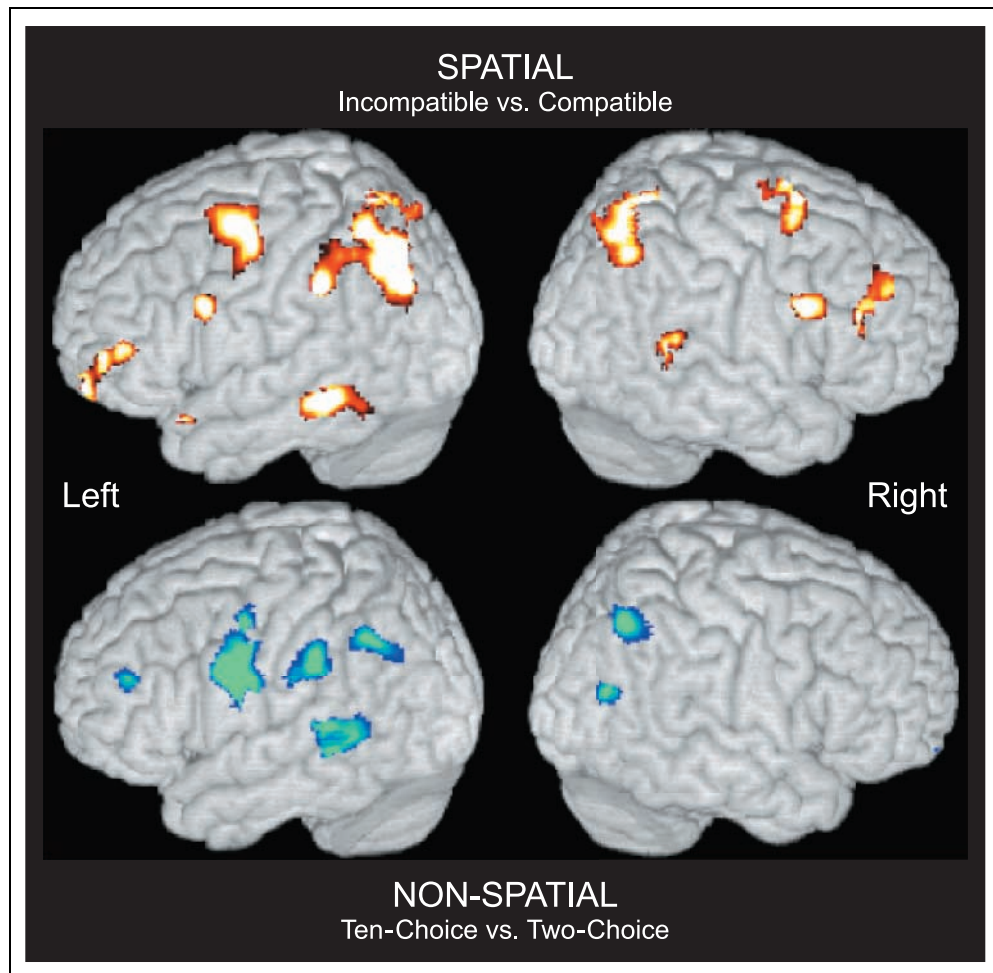 SPATIAL
Incompatible vs. Compatible
Left
Right
NON-SPATIAL
Ten-Choice vs. Two-Choice